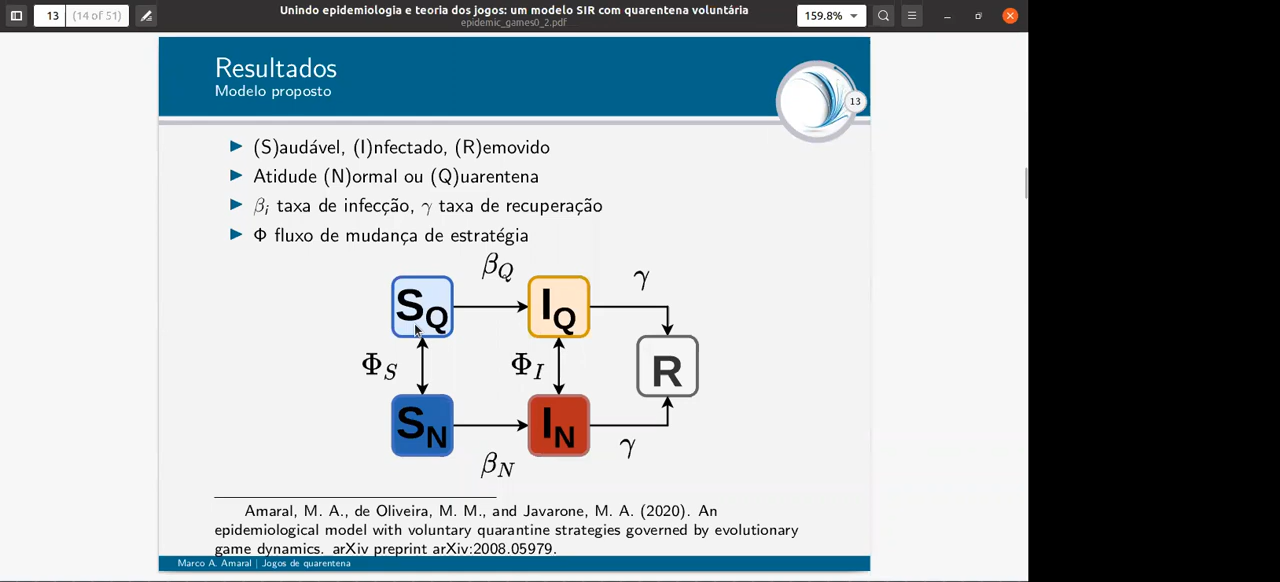 13 (14 of 51)
Unindo epidemiologia e teoria dos jogos: um modelo SIR com quarentena voluntária
epidemic_games0_2.pdf
159.8%
Resultados
Modelo proposto
13
(S)audável, (I)nfectado, (R)emovido
Atidude (N)ormal ou (Q)uarentena
βi taxa de infecção, γ taxa de recuperação
Φ fluxo de mudança de estratégia
βQ γ
SQ IQ
ΦS ΦI R
SN IN
βN γ
Amaral, M. A., de Oliveira, M. M., and Javarone, M. A. (2020). An
epidemiological model with voluntary quarantine strategies governed by evolutionary
game dynamics. arXiv preprint arXiv:2008.05979.
Marco A. Amaral | Jogos de quarentena